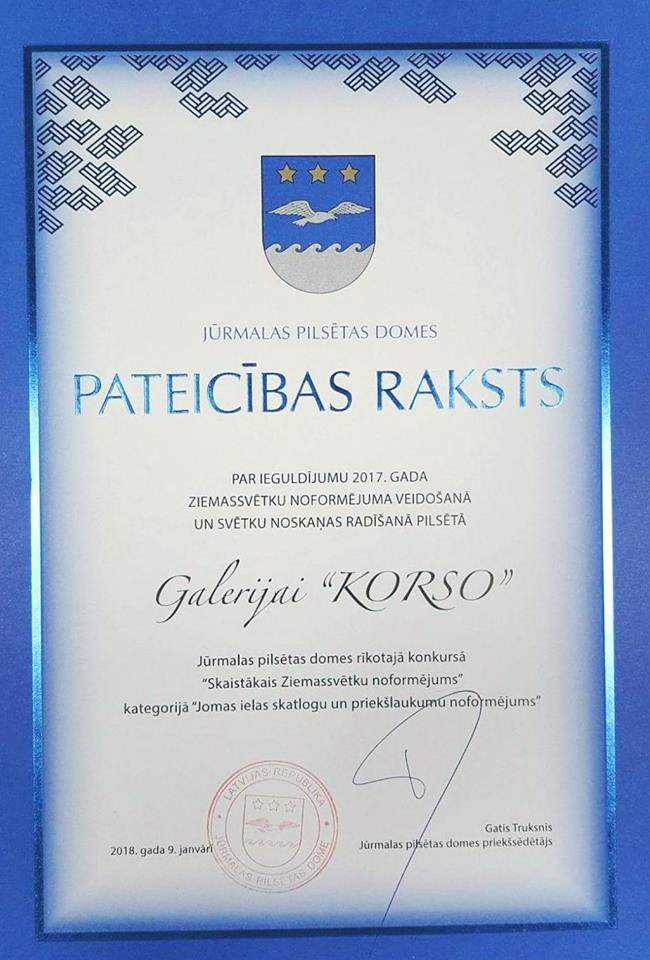 JŪRMALAS PILSĒTAS DOMES
PATEICĪBAS RAKSTS
PAR IEGULDĪJUMU 2017. GADA
ZIEMASSVĒTKU NOFORMĒJUMA VEIDOŠANĀ
UN SVĒTKU NOSKAŅAS RADĪŠANĀ PILSĒTĀ
Galerijai “KORSO”
Jūrmalas pilsētas domes rīkotajā konkursā
“Skaistākais Ziemassvētku noformējums”
kategorijā “Jomas ielas skatlogu un priekšlaukumu noformējums”
LATVIJAS REPUBLIKA
JŪRMALAS PILSĒTAS DOME
2018. gada 9. janvārī
Gatis Truksnis
Jūrmalas pilsētas domes priekšsēdētājs